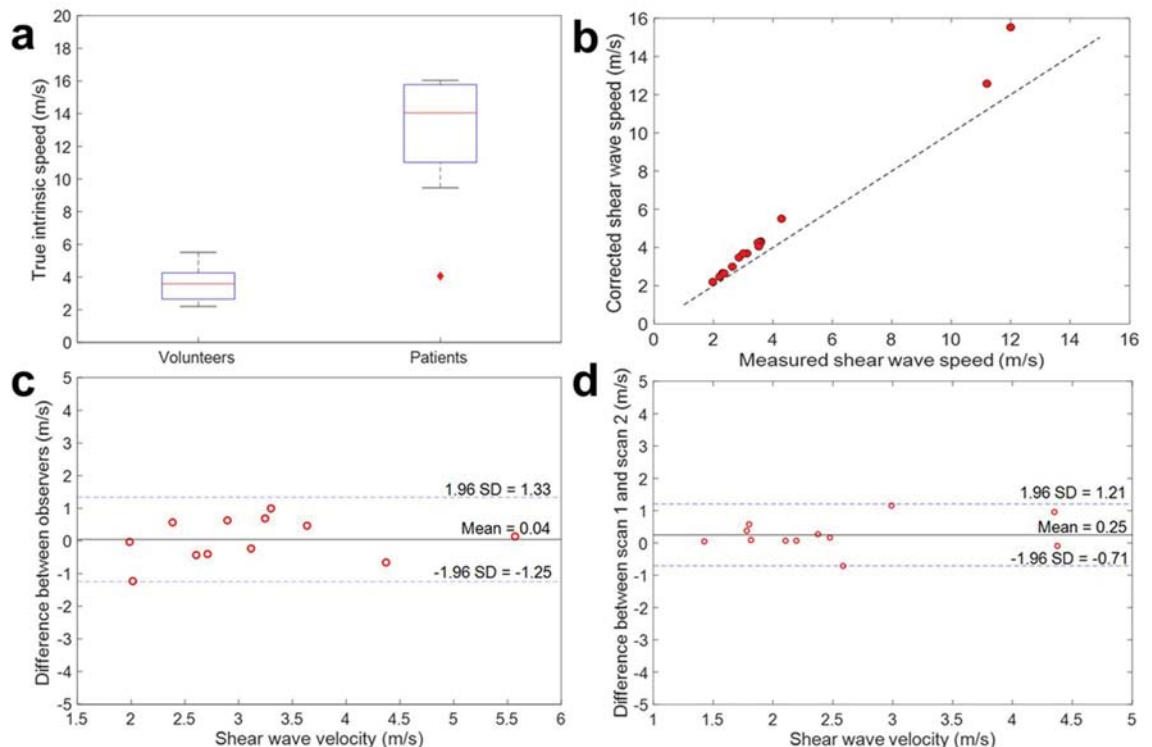 a
20
18
16
14
12
10
8
6
4
2
0
True intrinsic speed (m/s)
Volunteers
Patients
b
16
14
12
10
8
6
4
2
0
Corrected shear wave speed (m/s)
0 2 4 6 8 10 12 14 16
Measured shear wave speed (m/s)
c
5
4
3
2
1
0
-1
-2
-3
-4
-5
Difference between observers (m/s)
1.96 SD = 1.33
Mean = 0.04
-1.96 SD = -1.25
1.5 2 2.5 3 3.5 4 4.5 5 5.5 6
Shear wave velocity (m/s)
d
5
4
3
2
1
0
-1
-2
-3
-4
-5
Difference between scan 1 and scan 2 (m/s)
1.96 SD = 1.21
Mean = 0.25
-1.96 SD = -0.71
1 1.5 2 2.5 3 3.5 4 4.5 5
Shear wave velocity (m/s)